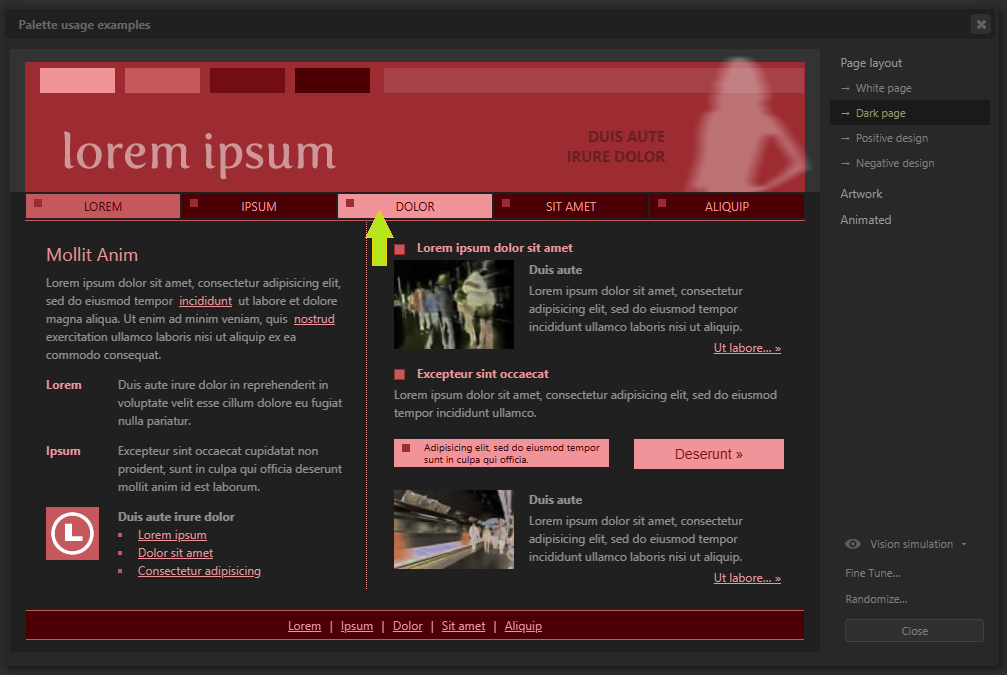 Palette usage examples
lorem ipsum
DUIS AUTE
IRURE DOLOR
LOREM
IPSUM
DOLOR
SIT AMET
ALIQUIP
Mollit Anim
Lorem ipsum dolor sit amet, consectetur adipisicing elit,
sed do eiusmod tempor incididunt ut labore et dolore
magna aliqua. Ut enim ad minim veniam, quis nostrud
exercitation ullamco laboris nisi ut aliquip ex ea
commodo consequat.
Lorem
Duis aute irure dolor in reprehenderit in
voluptate velit esse cillum dolore eu fugiat
nulla pariatur.
Ipsum
Excepteur sint occaecat cupidatat non
proident, sunt in culpa qui officia deserunt
mollit anim id est laborum.
Duis aute irure dolor
Lorem ipsum
Dolor sit amet
Consectetur adipisicing
Lorem ipsum dolor sit amet
Duis aute
Lorem ipsum dolor sit amet, consectetur
adipisicing elit, sed do eiusmod tempor
incididunt ullamco laboris nisi ut aliquip.
Ut labore... »
Excepteur sint occaecat
Lorem ipsum dolor sit amet, consectetur adipisicing elit, sed do eiusmod
tempor incididunt ullamco.
Adipisicing elit, sed do eiusmod tempor
sunt in culpa qui officia.
Deserunt »
Duis aute
Lorem ipsum dolor sit amet, consectetur
adipisicing elit, sed do eiusmod tempor
incididunt ullamco laboris nisi ut aliquip.
Ut labore... »
Lorem | Ipsum | Dolor | Sit amet | Aliquip
Page layout
→ White page
→ Dark page
→ Positive design
→ Negative design
Artwork
Animated
Vision simulation
Fine Tune...
Randomize...
Close